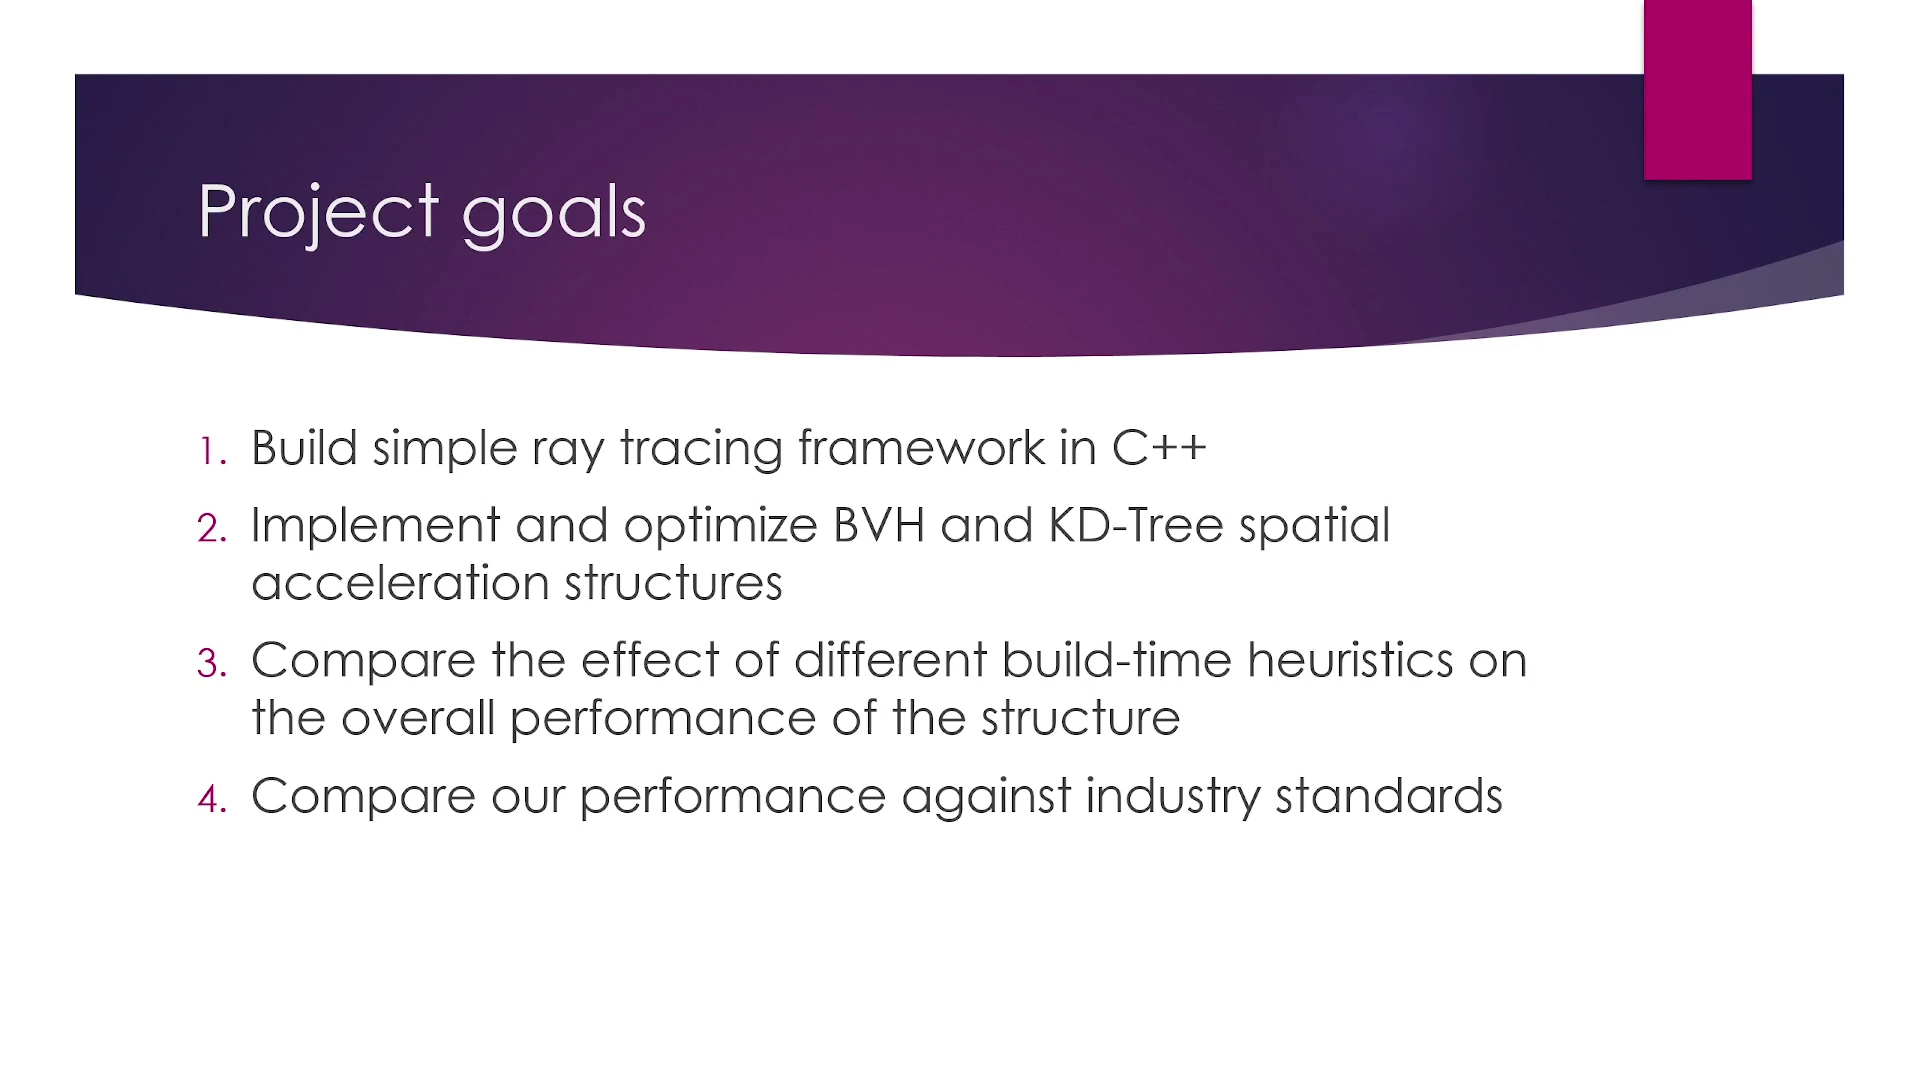 Project goals
1. Build simple ray tracing framework in C++
2. Implement and optimize BVH and KD-Tree spatial
acceleration structures
3. Compare the effect of different build-time heuristics on
the overall performance of the structure
4. Compare our performance against industry standards